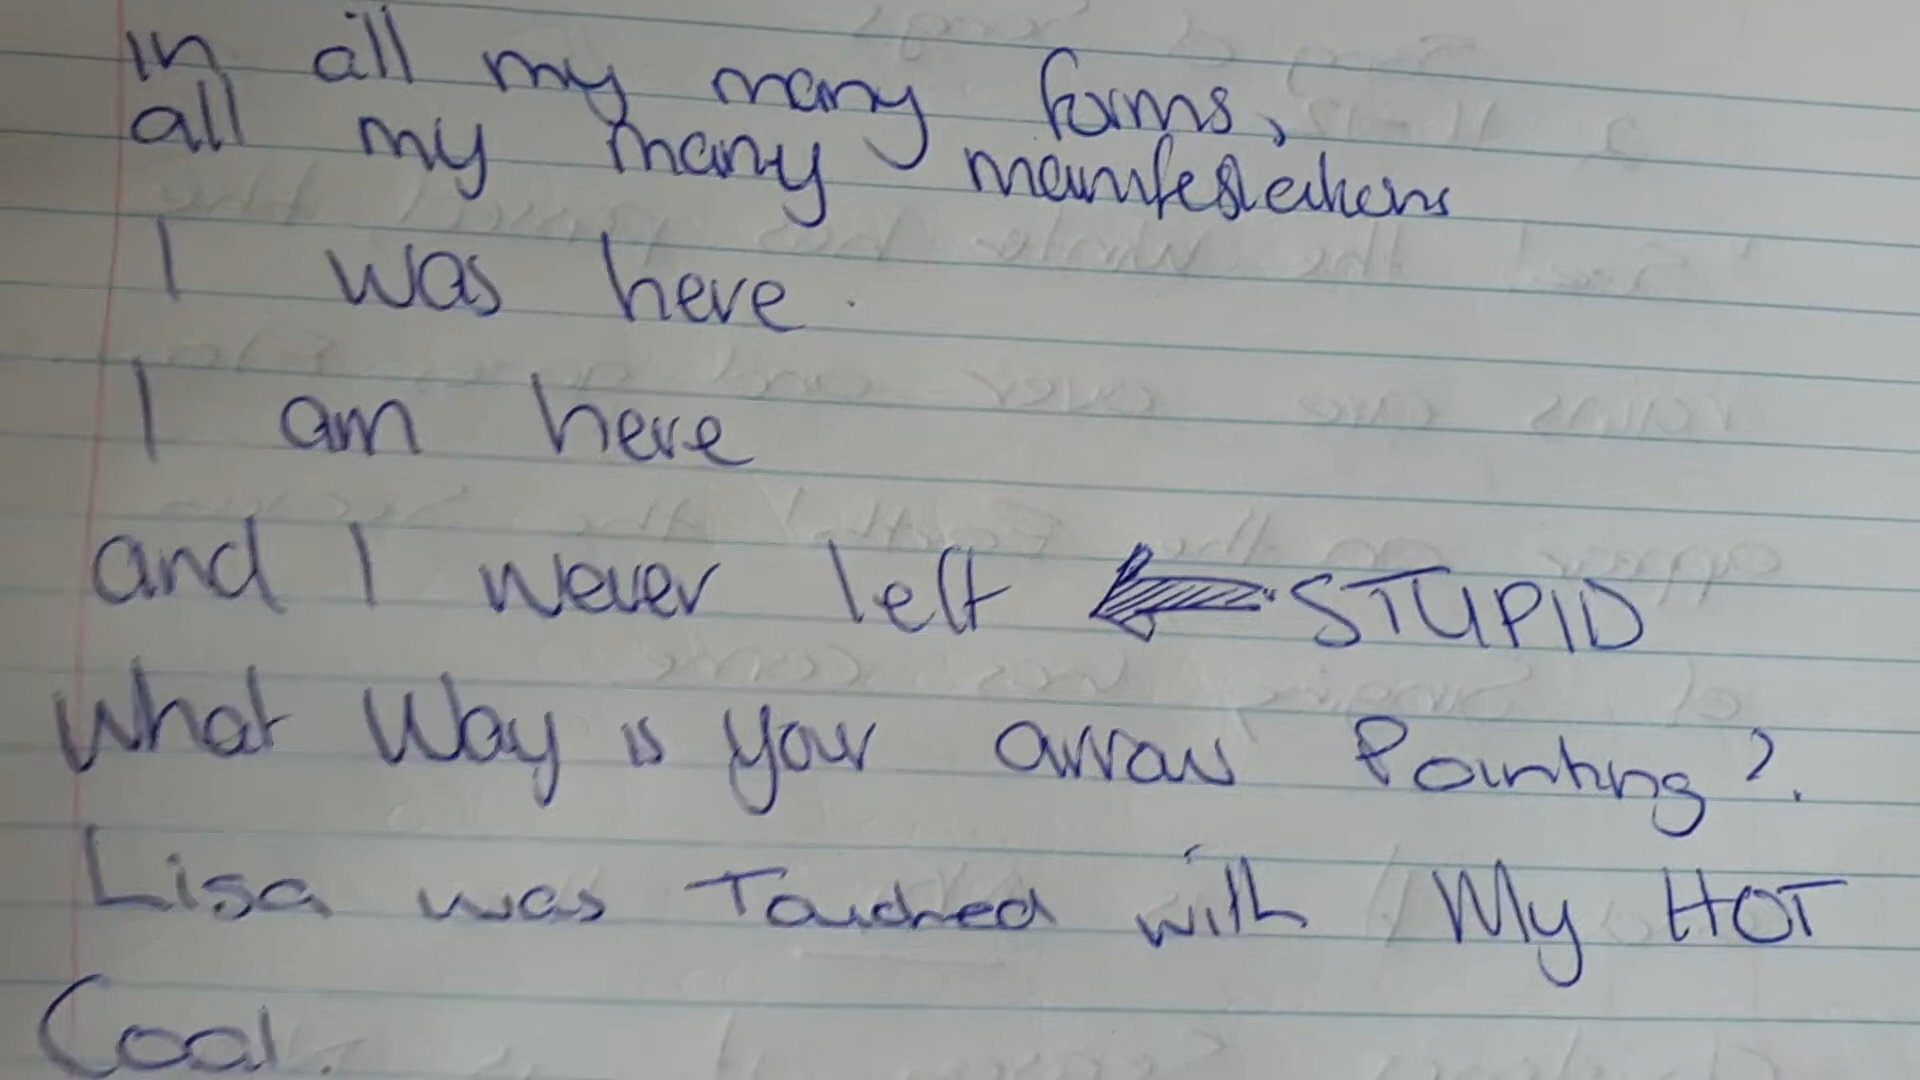 in all my many forms,
all my many manifestations
I was here.
I am here
and I never left STUPID
What Way is your arrow Pointing?.
Lisa was Touched with My HOT
Coal.